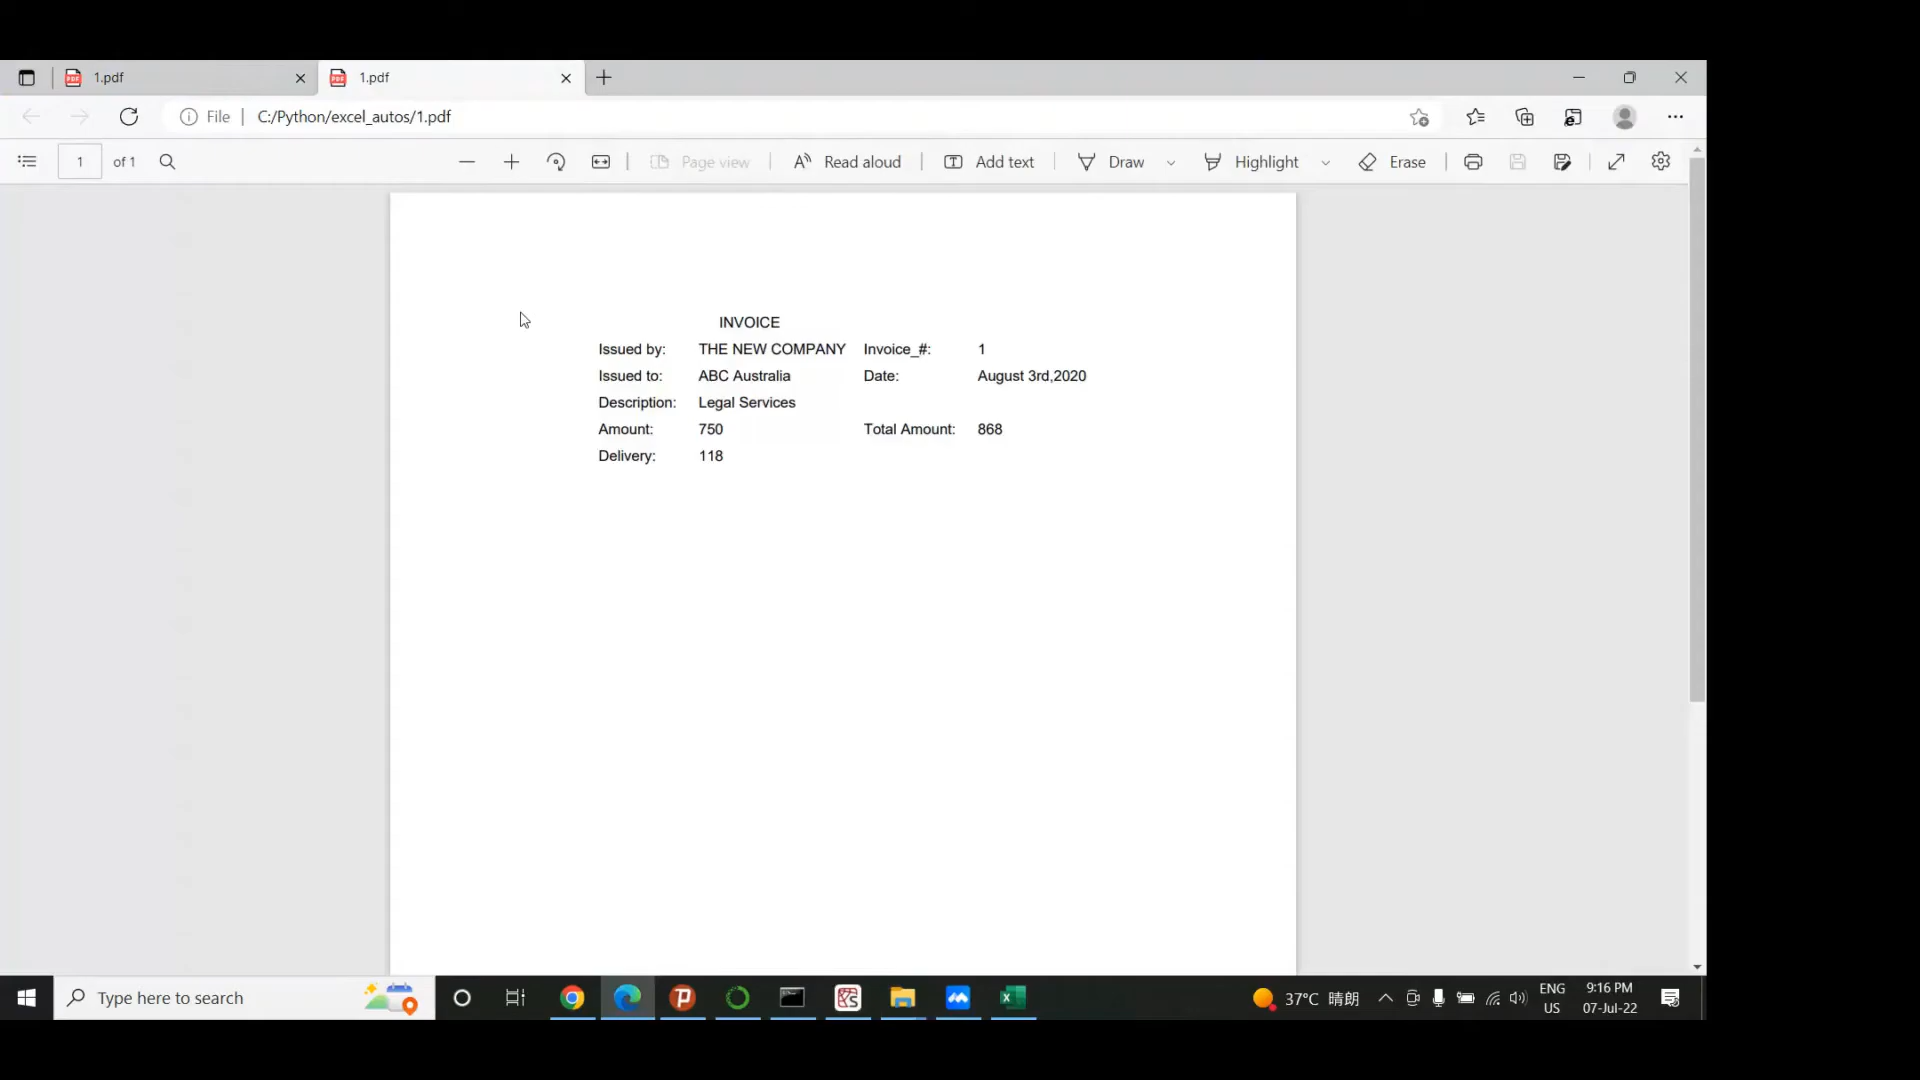 1.pdf 1.pdf
File C:/Python/excel_autos/1.pdf
1 of 1 Page view Read aloud Add text Draw Highlight Erase
INVOICE
Issued by: THE NEW COMPANY Invoice_#: 1
Issued to: ABC Australia Date: August 3rd,2020
Description: Legal Services
Amount: 750 Total Amount: 868
Delivery: 118
Type here to search 37°C 晴朗 ENG US 9:16 PM 07-Jul-22